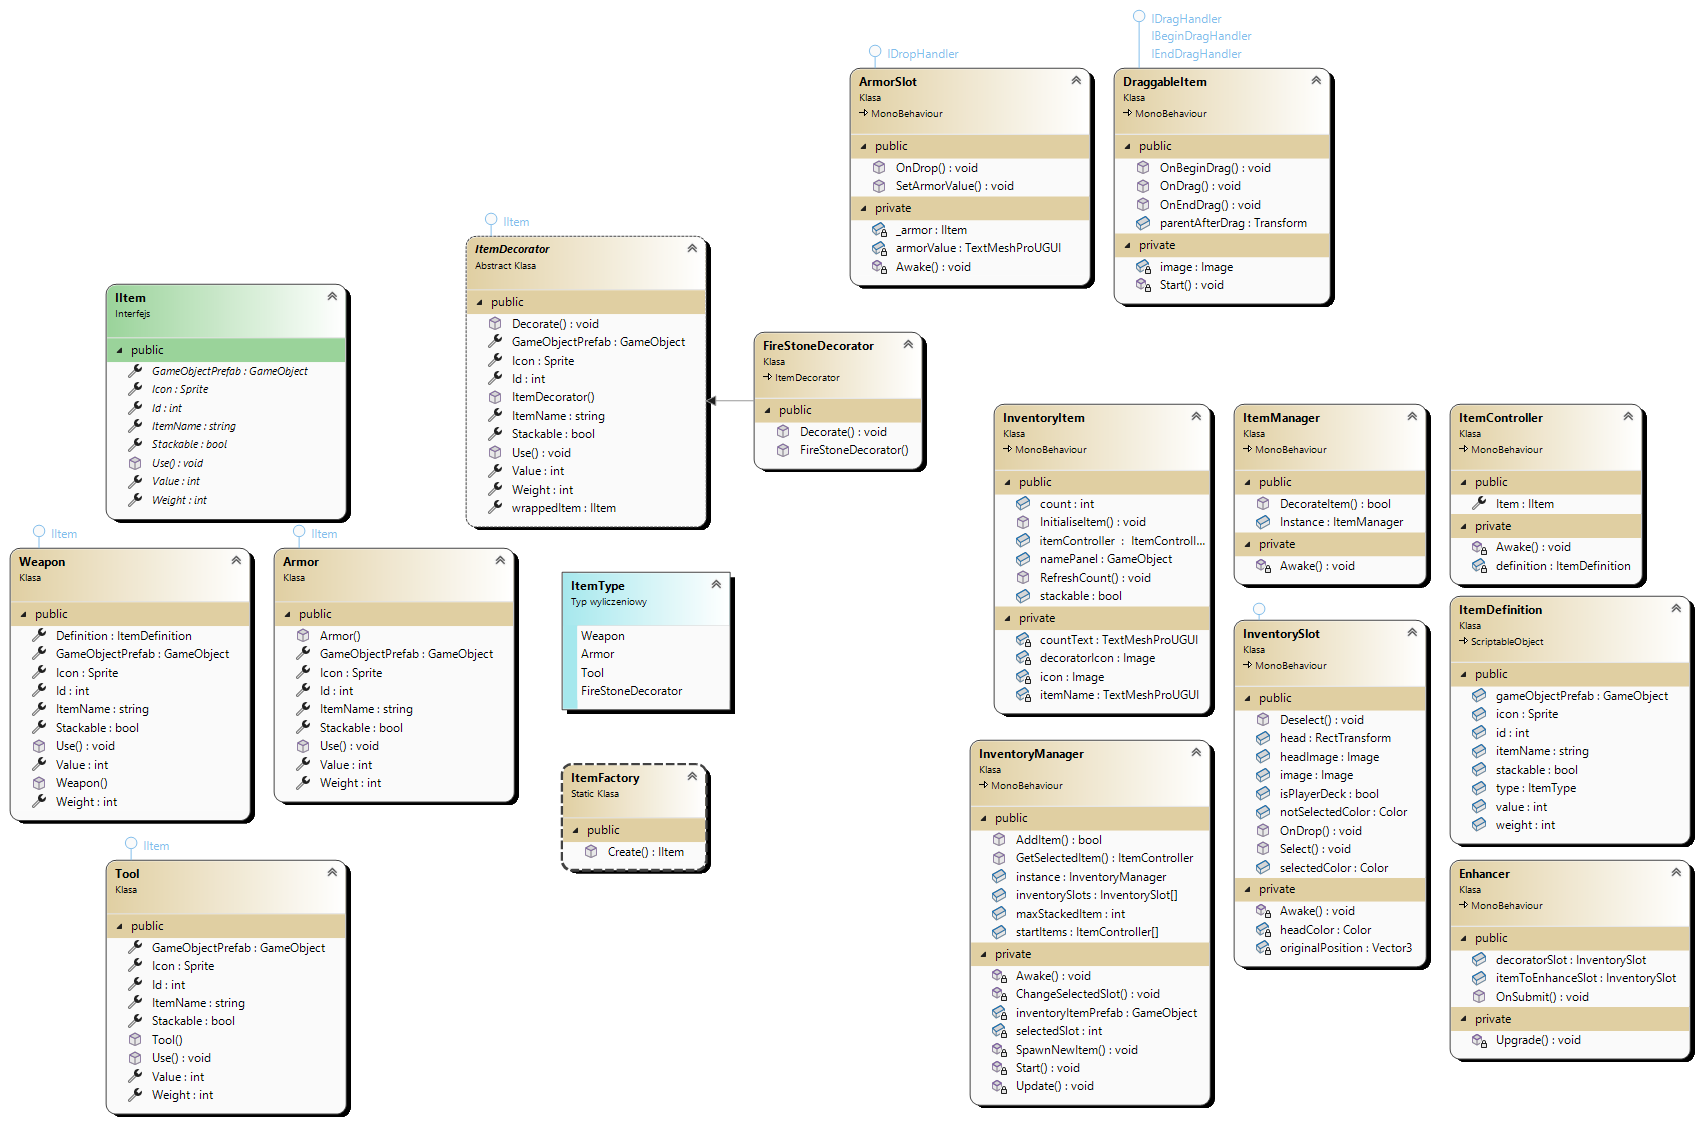 IDropHandler
ArmorSlot
Klasa
MonoBehaviour
public
OnDrop() : void
SetArmorValue() : void
private
_armor : IItem
armorValue : TextMeshProUGUI
Awake() : void
IDragHandler
IBeginDragHandler
IEndDragHandler
DraggableItem
Klasa
MonoBehaviour
public
OnBeginDrag() : void
OnDrag() : void
OnEndDrag() : void
parentAfterDrag : Transform
private
image : Image
Start() : void
IItem
ItemDecorator
Abstract Klasa
public
Decorate() : void
GameObjectPrefab : GameObject
Icon : Sprite
Id : int
ItemDecorator()
ItemName : string
Stackable : bool
Use() : void
Value : int
Weight : int
wrappedItem : IItem
IItem
Interfejs
public
GameObjectPrefab : GameObject
Icon : Sprite
Id : int
ItemName : string
Stackable : bool
Use() : void
Value : int
Weight : int
FireStoneDecorator
Klasa
ItemDecorator
public
Decorate() : void
FireStoneDecorator()
InventoryItem
Klasa
MonoBehaviour
public
count : int
InitialiseItem() : void
itemController : ItemControll...
namePanel : GameObject
RefreshCount() : void
stackable : bool
private
countText : TextMeshProUGUI
decoratorIcon : Image
icon : Image
itemName : TextMeshProUGUI
ItemManager
Klasa
MonoBehaviour
public
DecorateItem() : bool
Instance : ItemManager
private
Awake() : void
ItemController
Klasa
MonoBehaviour
public
Item : IItem
private
Awake() : void
definition : ItemDefinition
IItem
Weapon
Klasa
public
Definition : ItemDefinition
GameObjectPrefab : GameObject
Icon : Sprite
Id : int
ItemName : string
Stackable : bool
Use() : void
Value : int
Weapon()
Weight : int
IItem
Armor
Klasa
public
Armor()
GameObjectPrefab : GameObject
Icon : Sprite
Id : int
ItemName : string
Stackable : bool
Use() : void
Value : int
Weight : int
ItemType
Typ wyliczeniowy
Weapon
Armor
Tool
FireStoneDecorator
InventorySlot
Klasa
MonoBehaviour
public
Deselect() : void
head : RectTransform
headImage : Image
image : Image
isPlayerDeck : bool
notSelectedColor : Color
OnDrop() : void
Select() : void
selectedColor : Color
private
Awake() : void
headColor : Color
originalPosition : Vector3
ItemDefinition
Klasa
ScriptableObject
public
gameObjectPrefab : GameObject
icon : Sprite
id : int
itemName : string
stackable : bool
type : ItemType
value : int
weight : int
ItemFactory
Static Klasa
public
Create() : IItem
InventoryManager
Klasa
MonoBehaviour
public
AddItem() : bool
GetSelectedItem() : ItemController
instance : InventoryManager
inventorySlots : InventorySlot[]
maxStackedItem : int
startItems : ItemController[]
private
Awake() : void
ChangeSelectedSlot() : void
inventoryItemPrefab : GameObject
selectedSlot : int
SpawnNewItem() : void
Start() : void
Update() : void
IItem
Tool
Klasa
public
GameObjectPrefab : GameObject
Icon : Sprite
Id : int
ItemName : string
Stackable : bool
Tool()
Use() : void
Value : int
Weight : int
Enhancer
Klasa
MonoBehaviour
public
decoratorSlot : InventorySlot
itemToEnhanceSlot : InventorySlot
OnSubmit() : void
private
Upgrade() : void